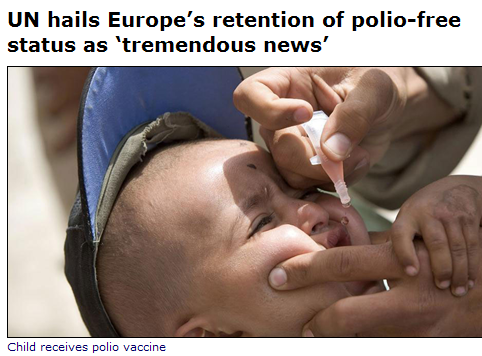 UN hails Europe’s retention of polio-free
status as ‘tremendous news’
Child receives polio vaccine